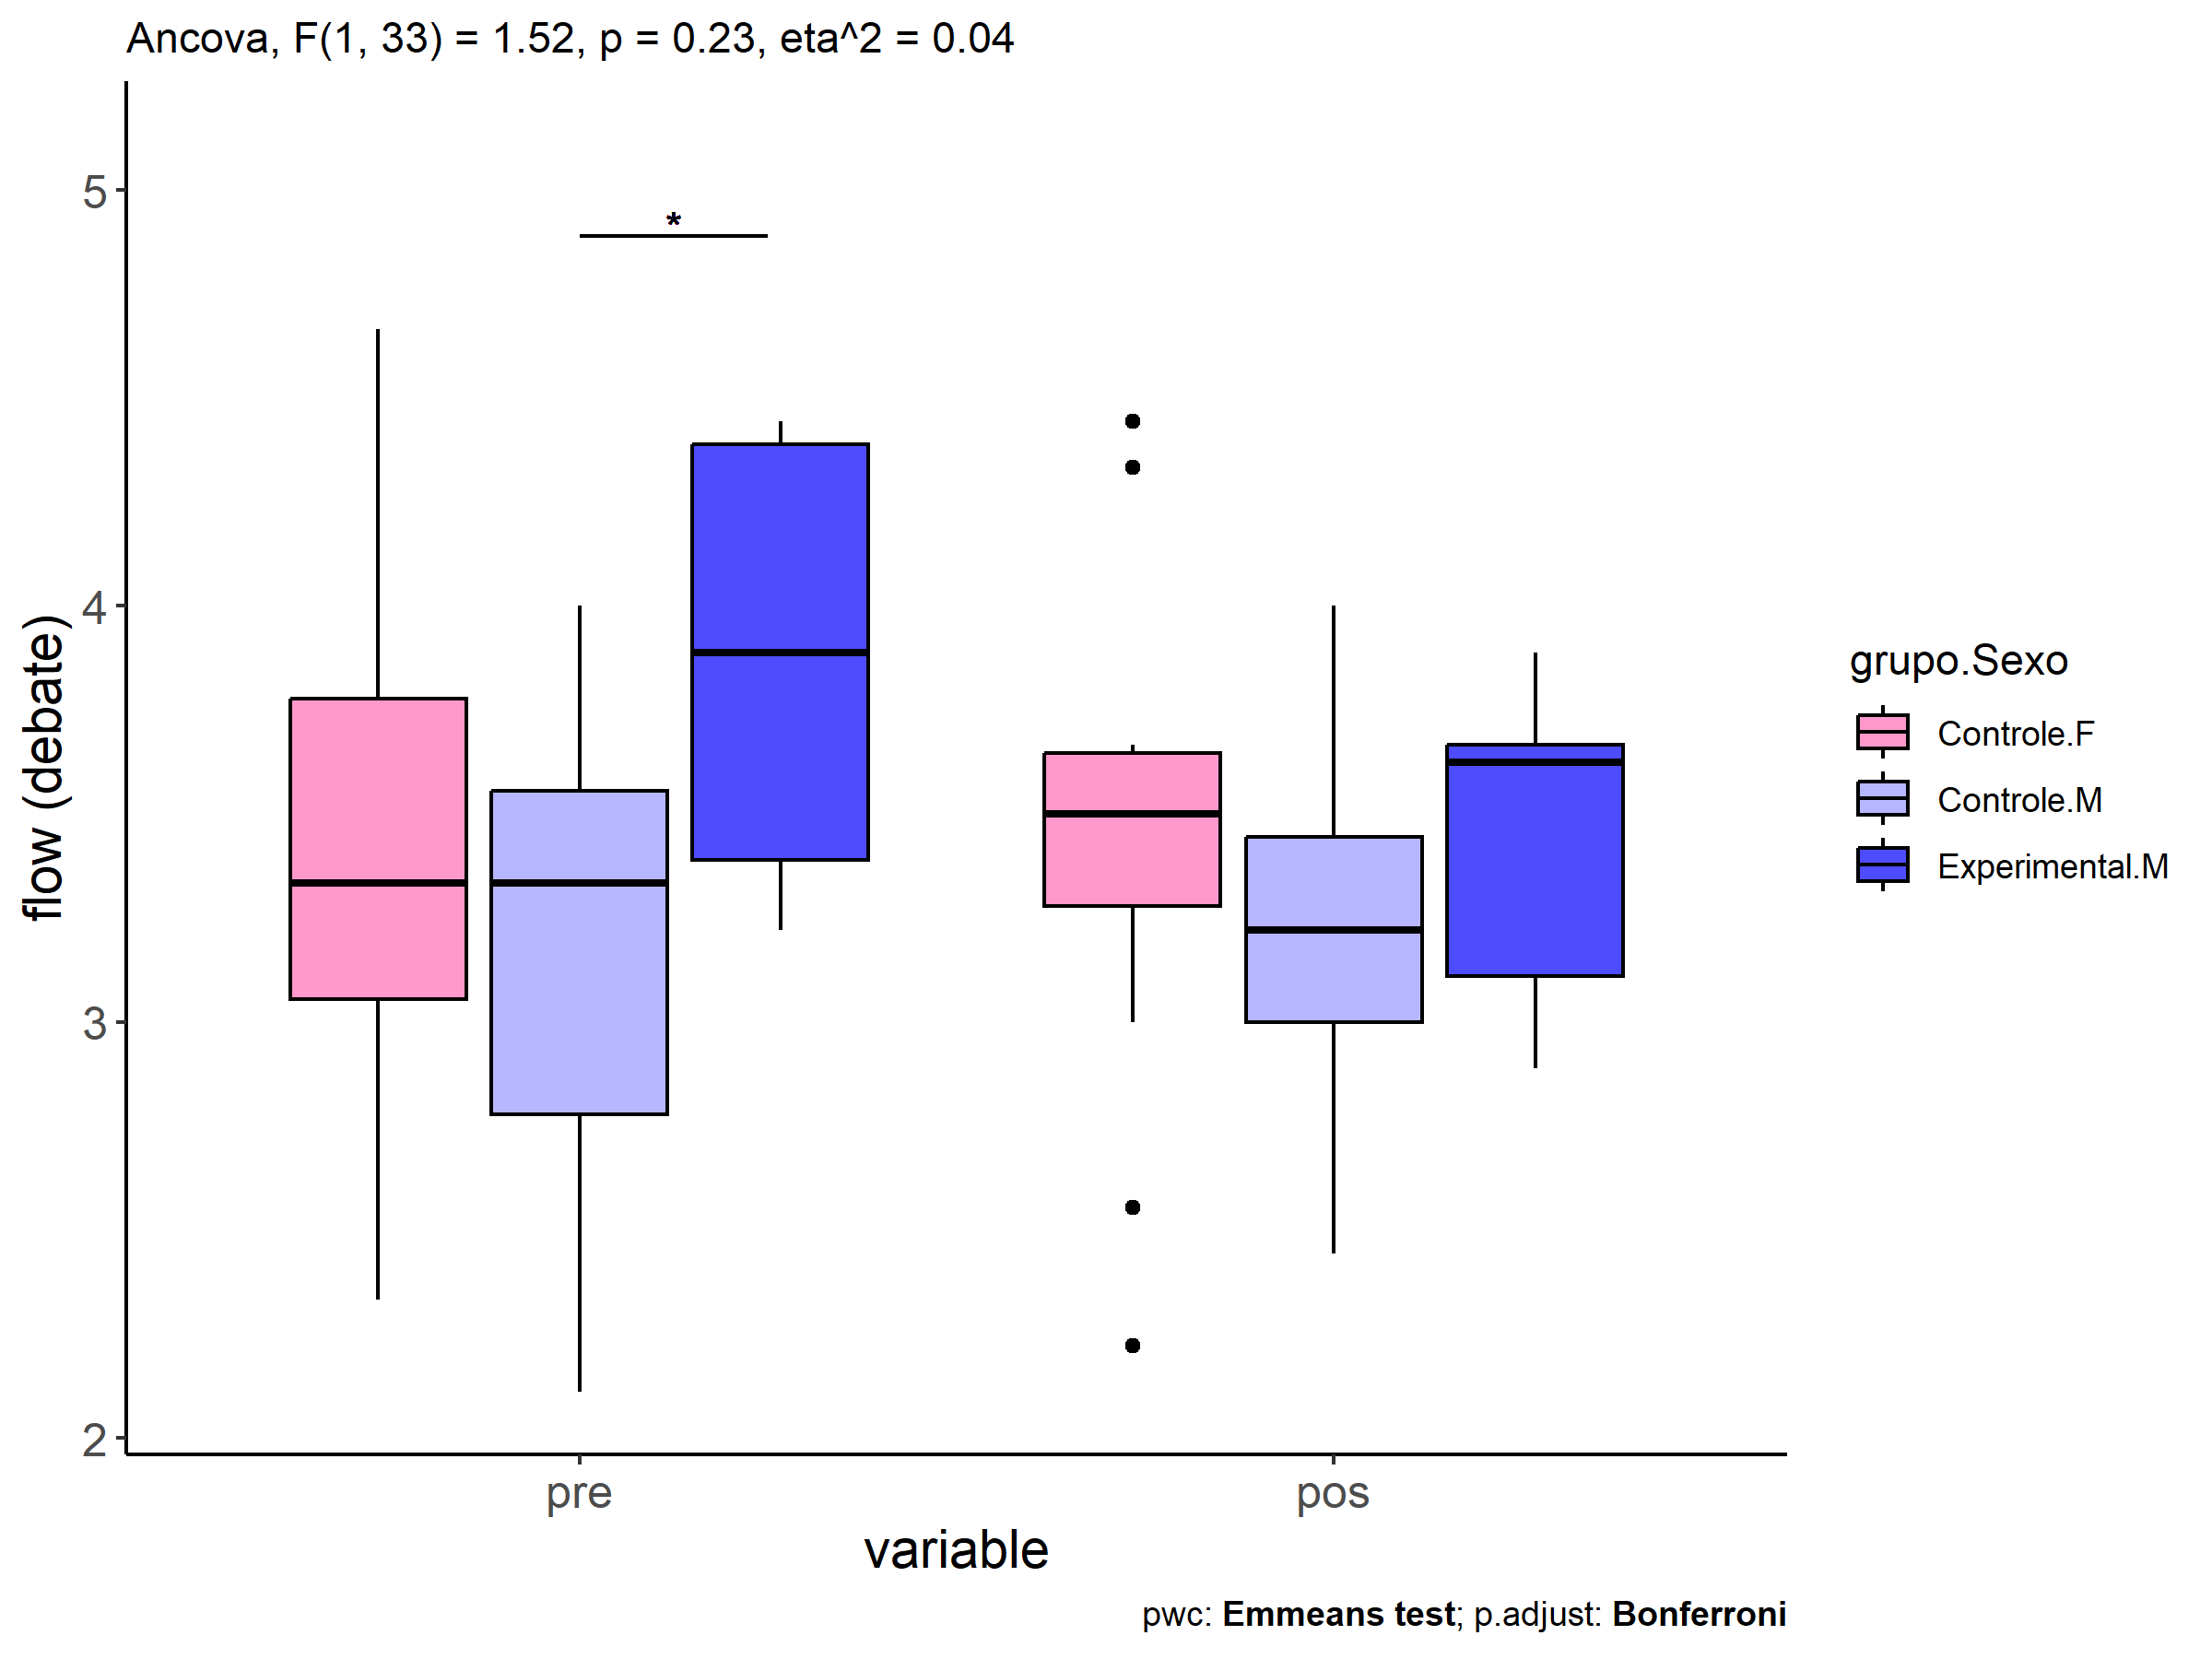 Ancova, F(1, 33) = 1.52, p = 0.23, eta^2 = 0.04
5
4
3
2
flow (debate)
*
pre
pos
variable
grupo.Sexo
Controle.F
Controle.M
Experimental.M
pwc: Emmeans test; p.adjust: Bonferroni